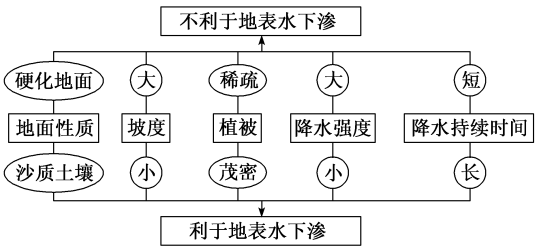 不利于地表水下渗
硬化地面 大 稀疏 大 短
地面性质 坡度 植被 降水强度 降水持续时间
沙质土壤 小 茂密 小 长
利于地表水下渗